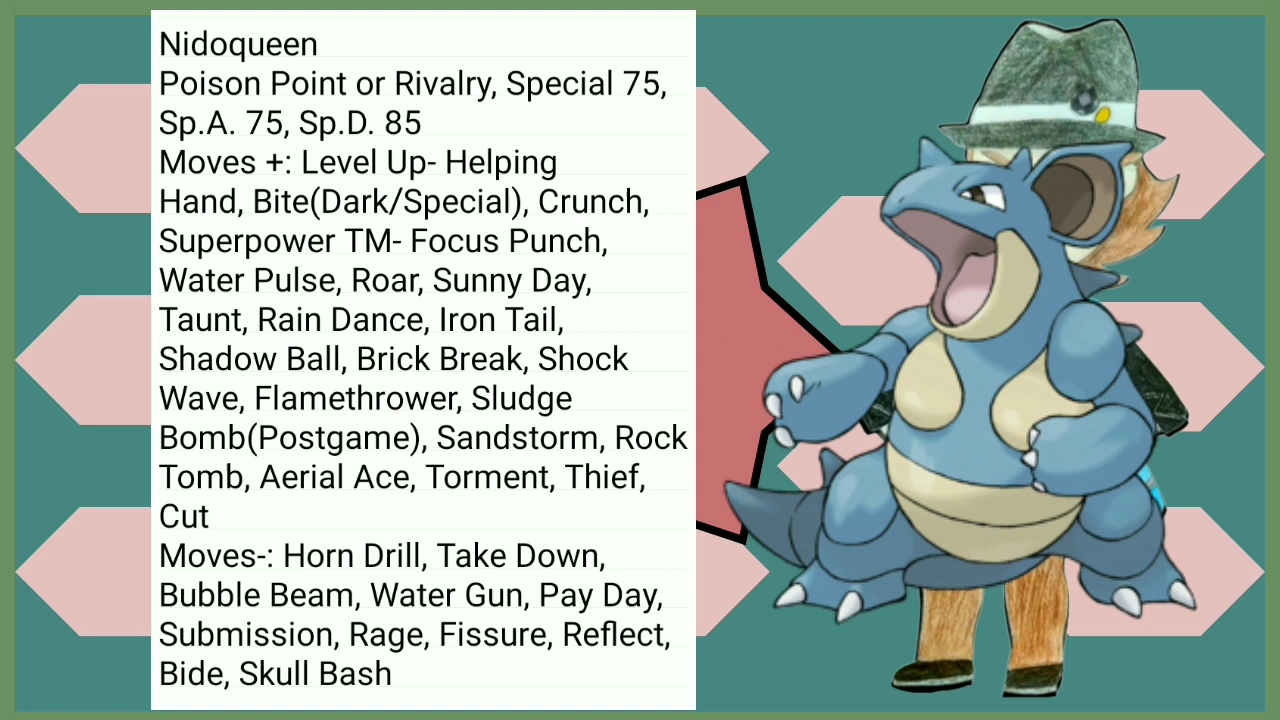 Nidoqueen
Poison Point or Rivalry, Special 75,
Sp.A. 75, Sp.D. 85
Moves +: Level Up- Helping
Hand, Bite(Dark/Special), Crunch,
Superpower TM- Focus Punch,
Water Pulse, Roar, Sunny Day,
Taunt, Rain Dance, Iron Tail,
Shadow Ball, Brick Break, Shock
Wave, Flamethrower, Sludge
Bomb(Postgame), Sandstorm, Rock
Tomb, Aerial Ace, Torment, Thief,
Cut
Moves-: Horn Drill, Take Down,
Bubble Beam, Water Gun, Pay Day,
Submission, Rage, Fissure, Reflect,
Bide, Skull Bash